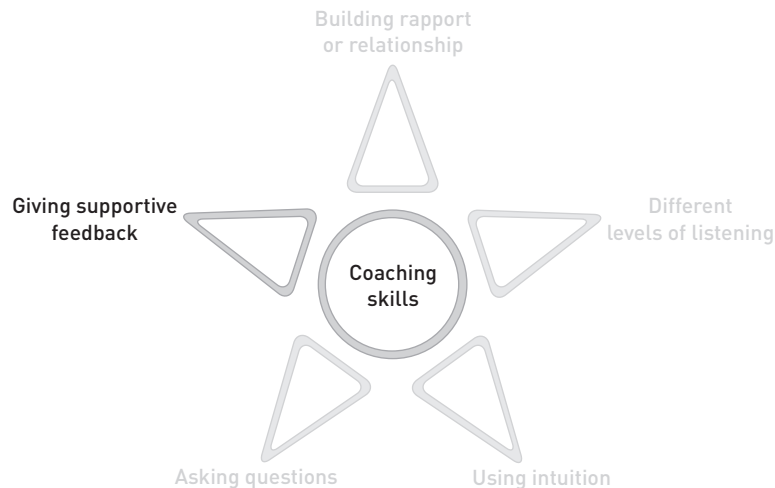 Building rapport
or relationship
Giving supportive
feedback
Different
levels of listening
Coaching
skills
Asking questions
Using intuition